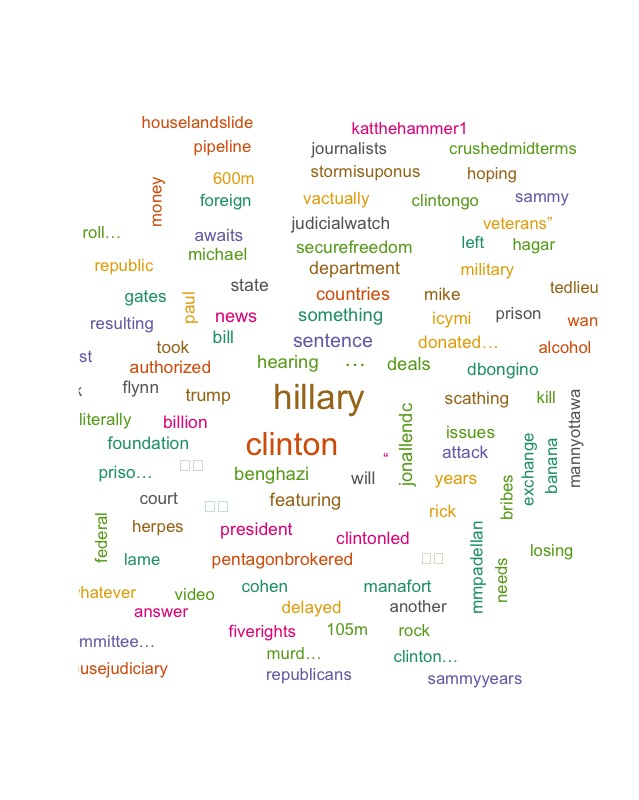 houselandslide
katthehammer1
pipeline
journalists
crushedmidterms
stormisuponus
hoping
600m
money
foreign
vactually
clintongo
sammy
judicialwatch
veterans”
roll…
awaits
securefreedom
left
hagar
michael
republic
department
military
state
tedlieu
gates
paul
countries
mike
news
something
icymi
prison
wan
resulting
bill
sentence
donated…
alcohol
took
st
hearing
…
deals
authorized
dbongino
k
flynn
trump
hillary
scathing
kill
mannyottawa
literally
billion
jonallendc
issues
clinton
foundation
attack
exchange
banana
“
priso…
benghazi
will
years
court
featuring
bribes
rick
federal
herpes
president
clintonled
lame
pentagonbrokered
losing
mmpadellan
needs
hatever
video
cohen
manafort
answer
delayed
another
fiverights
105m
rock
mmittee…
murd…
clinton…
usejudiciary
republicans
sammyyears